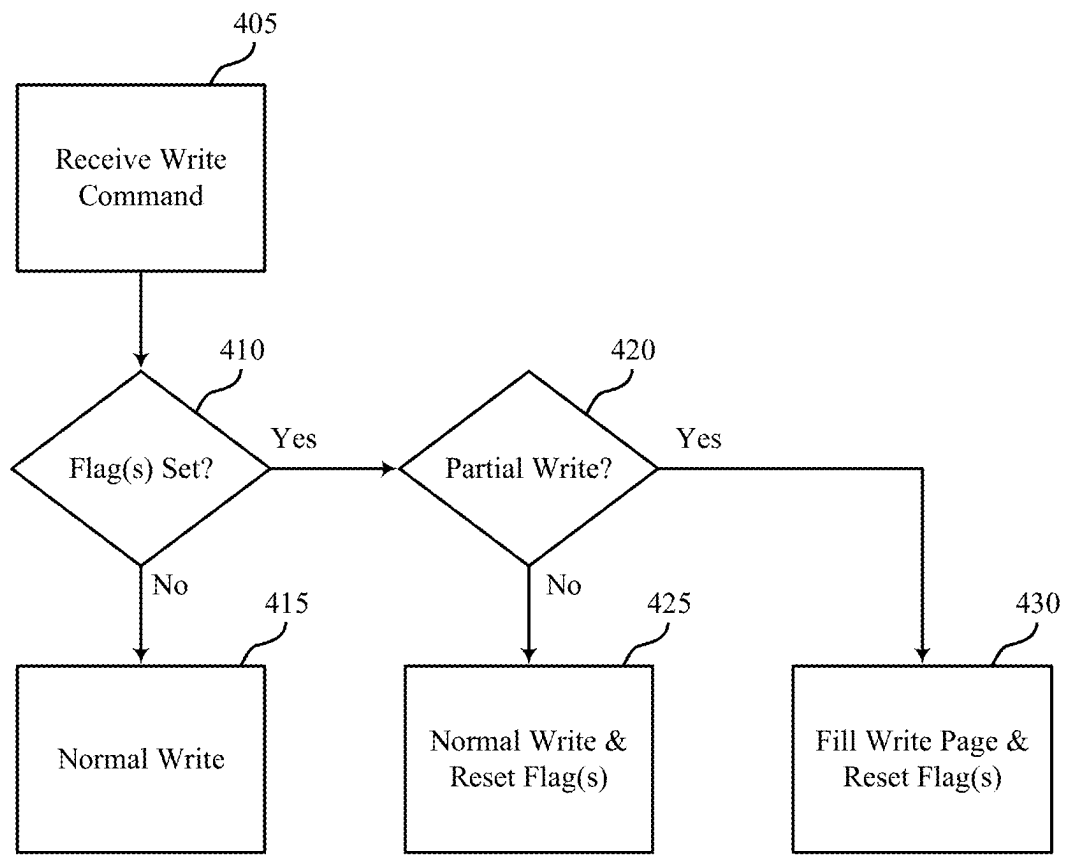 405
Receive Write
Command
410
420
Flag(s) Set?
Yes
Partial Write?
Yes
No
No
415
425
430
Normal Write
Normal Write &
Reset Flag(s)
Fill Write Page &
Reset Flag(s)